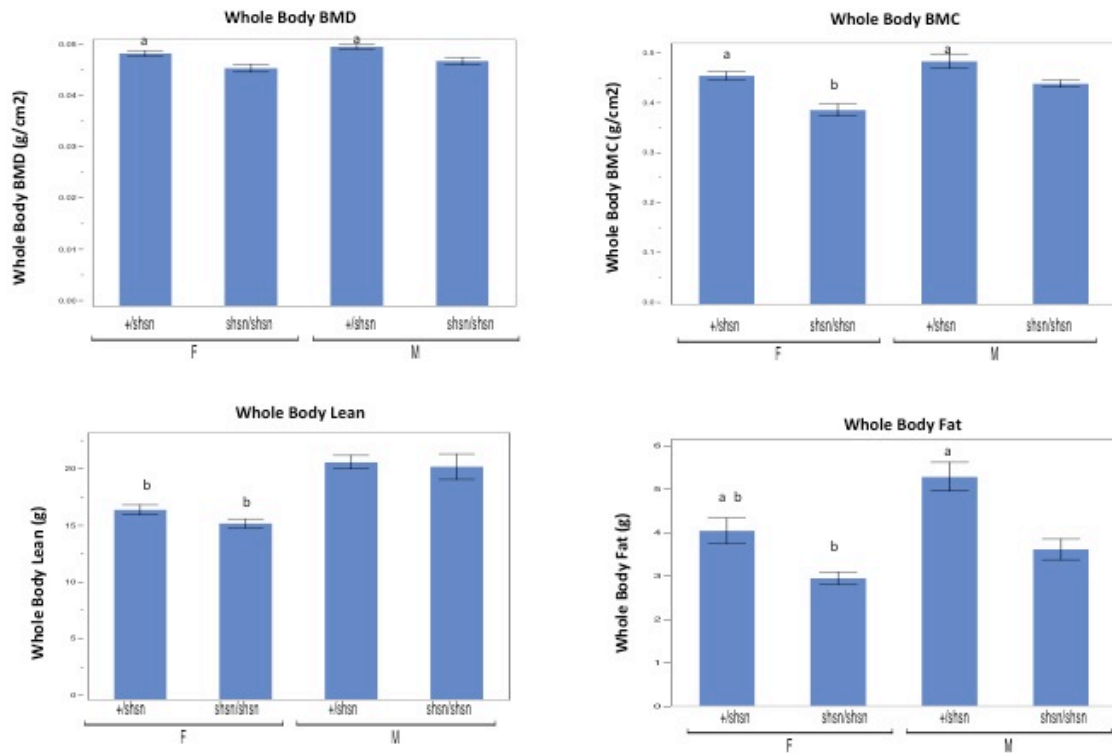 Whole Body BMD
Whole Body BMD (g/cm2)
0.05
0.04
0.03
0.02
0.01
0.00
a
a
+/shsn
shsn/shsn
+/shsn
shsn/shsn
F
M
Whole Body BMC
Whole Body BMC (g/cm2)
0.5
0.4
0.3
0.2
0.1
0.0
a
b
a
+/shsn
shsn/shsn
+/shsn
shsn/shsn
F
M
Whole Body Lean
Whole Body Lean (g)
20
15
10
5
0
b
b
+/shsn
shsn/shsn
+/shsn
shsn/shsn
F
M
Whole Body Fat
Whole Body Fat (g)
6
5
4
3
2
1
0
a b
b
a
+/shsn
shsn/shsn
+/shsn
shsn/shsn
F
M